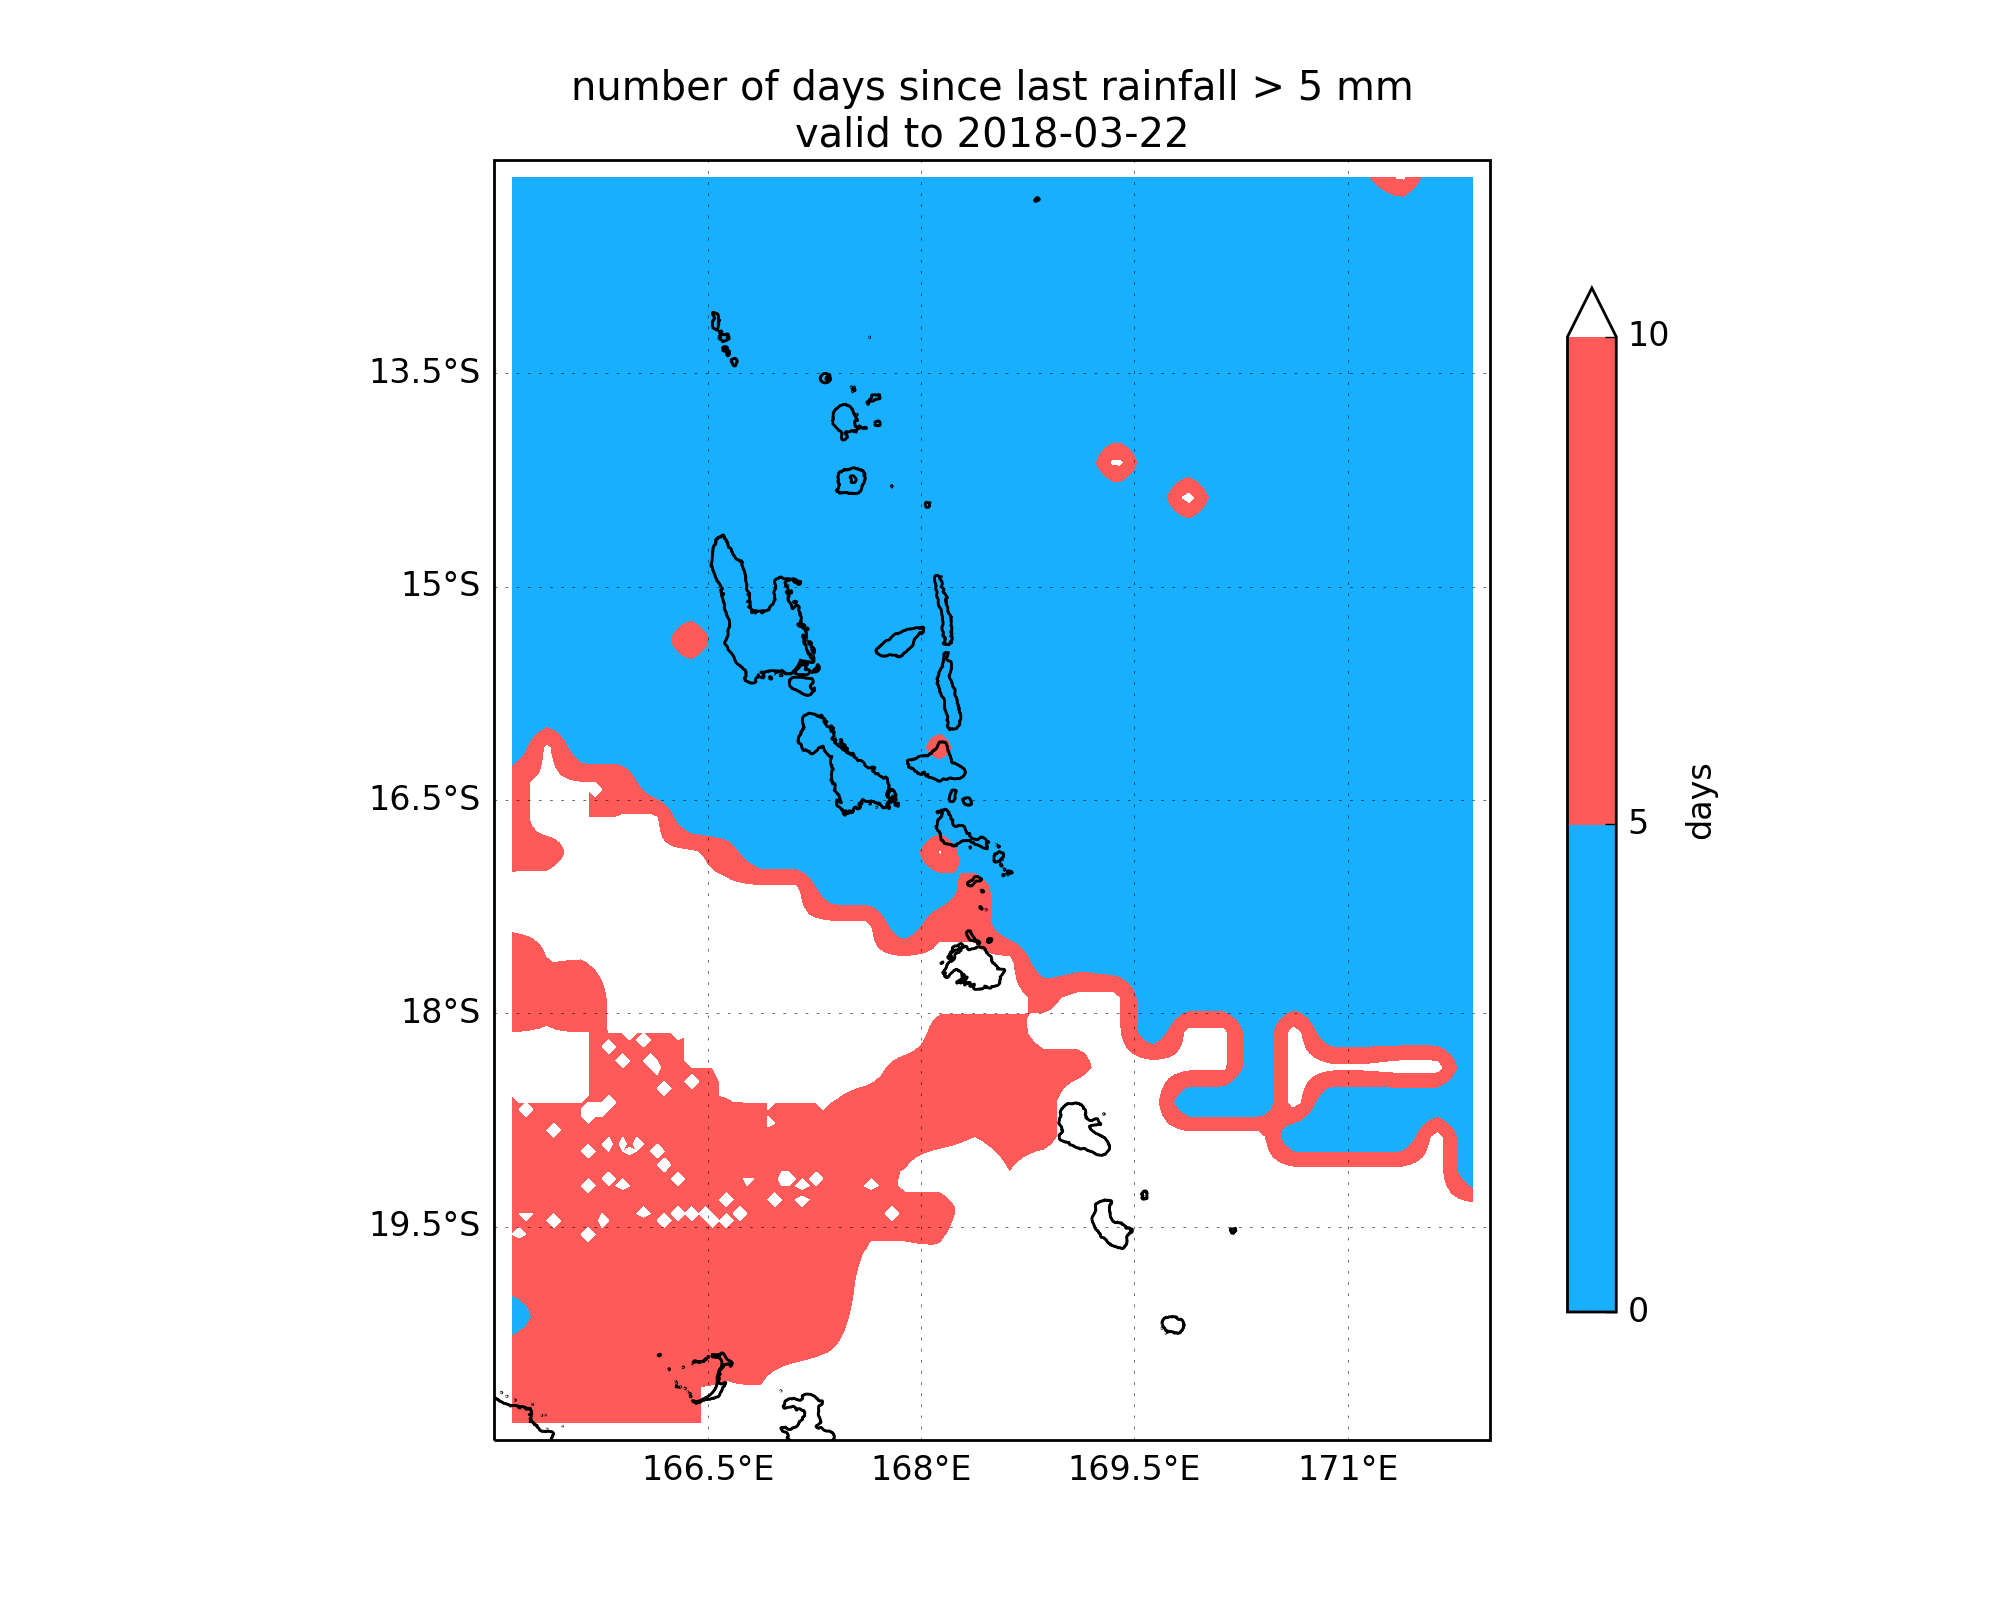 number of days since last rainfall > 5 mm
valid to 2018-03-22
13.5°S
15°S
16.5°S
18°S
19.5°S
166.5°E
168°E
169.5°E
171°E
10
5
0
days